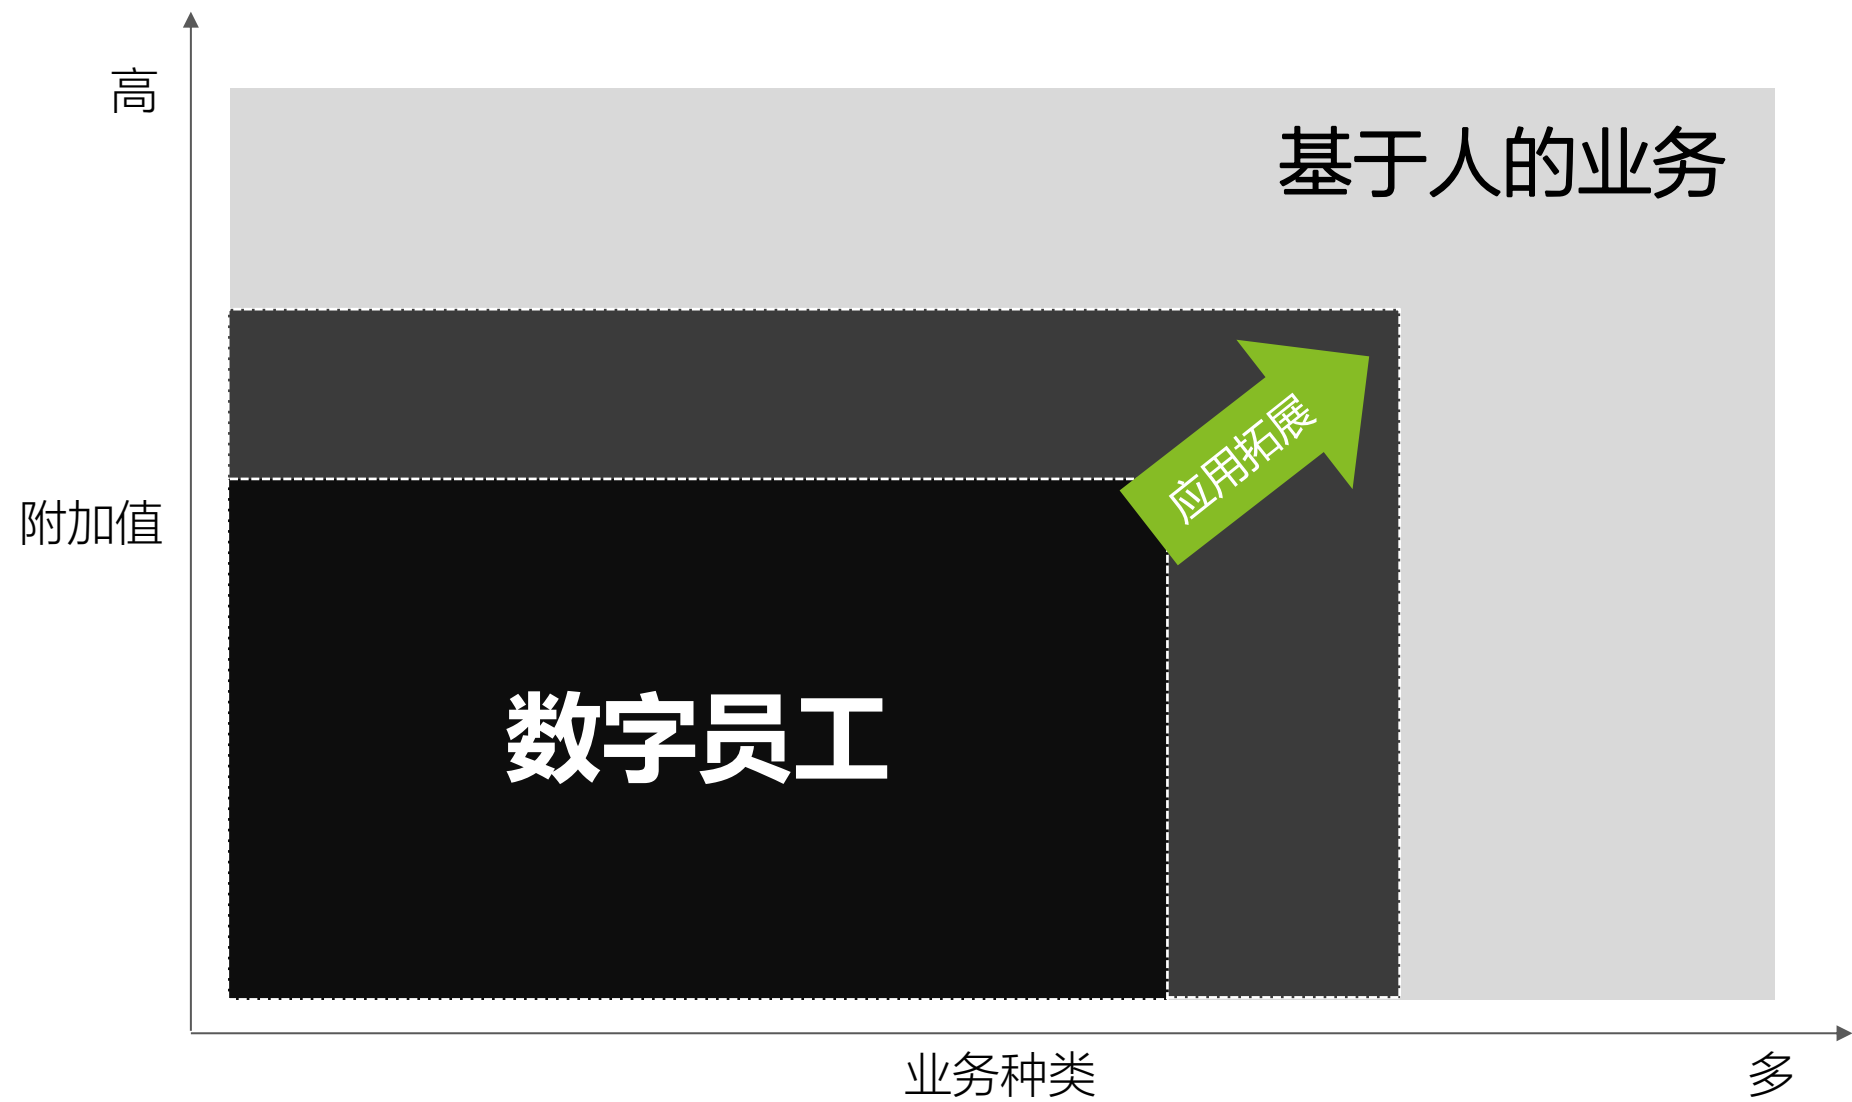 高
基于人的业务
应用拓展
附加值
数字员工
业务种类
多